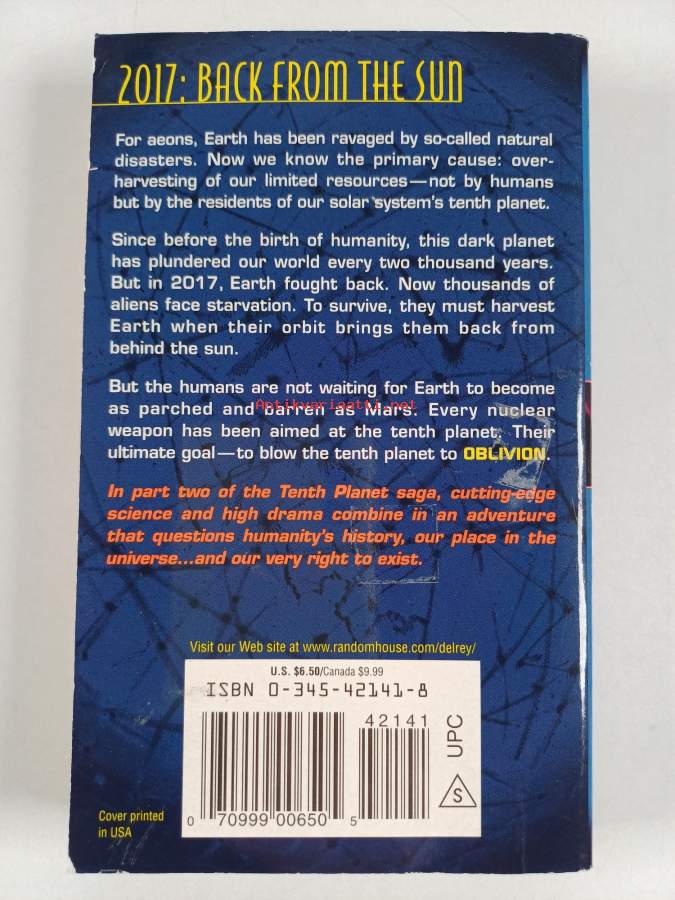 2017: BACK FROM THE SUN
For aeons, Earth has been ravaged by so-called natural
disasters. Now we know the primary cause: over-
harvesting of our limited resources—not by humans
but by the residents of our solar system's tenth planet.
Since before the birth of humanity, this dark planet
has plundered our world every two thousand years.
But in 2017, Earth fought back. Now thousands of
aliens face starvation. To survive, they must harvest
Earth when their orbit brings them back from
behind the sun.
But the humans are not waiting for Earth to become
as parched and barren as Mars. Every nuclear
Antikvariaatti.net
weapon has been aimed at the tenth planet. Their
ultimate goal—to blow the tenth planet to OBLIVION.
In part two of the Tenth Planet saga, cutting-edge
science and high drama combine in an adventure
that questions humanity's history, our place in the
universe...and our very right to exist.
Visit our Web site at www.randomhouse.com/delrey/
U.S. $6.50/Canada $9.99
ISBN 0-345-42141-8
42141
UPC
S
0 70999 00650 5
Cover printed
in USA